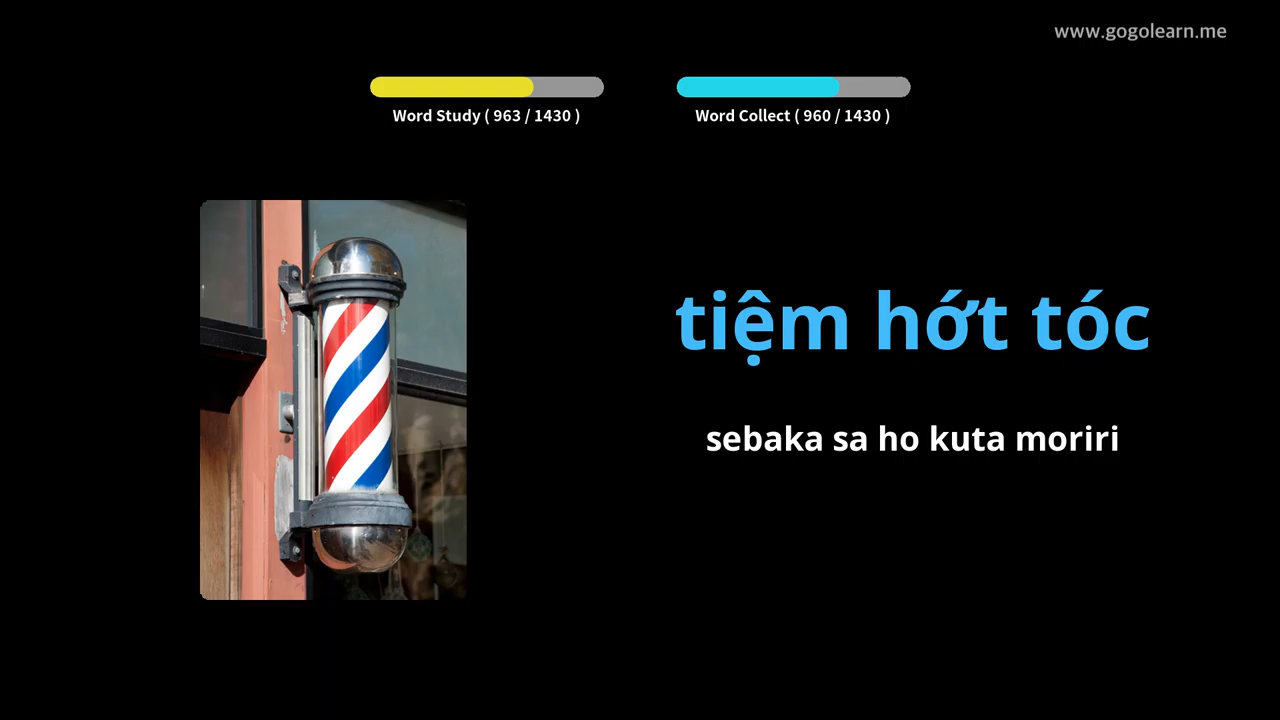 www.gogolearn.me
Word Study ( 963 / 1430 )
Word Collect ( 960 / 1430 )
tiệm hớt tóc
sebaka sa ho kuta moriri